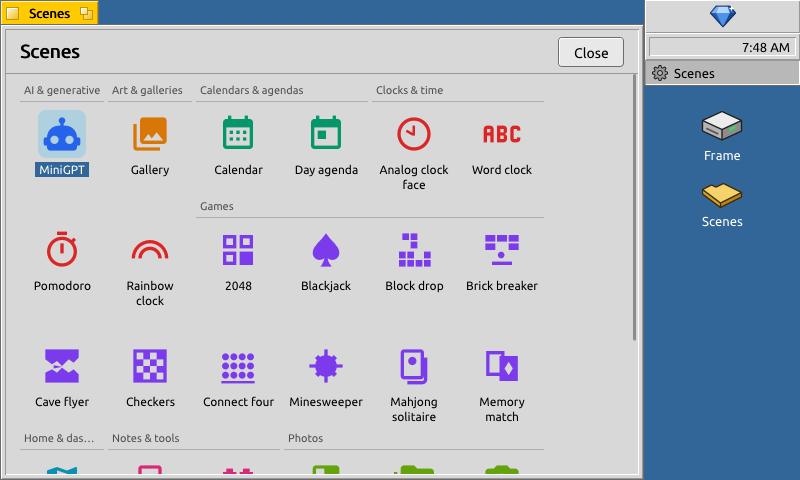 Scenes
7:48 AM
Scenes
Scenes
Close
AI & generative
Art & galleries
Calendars & agendas
Clocks & time
MiniGPT
Gallery
Calendar
Day agenda
Analog clock
face
ABC
Word clock
Games
Pomodoro
Rainbow
clock
2048
Blackjack
Block drop
Brick breaker
Cave flyer
Checkers
Connect four
Minesweeper
Mahjong
solitaire
Memory
match
Home & das…
Notes & tools
Photos
Frame
Scenes